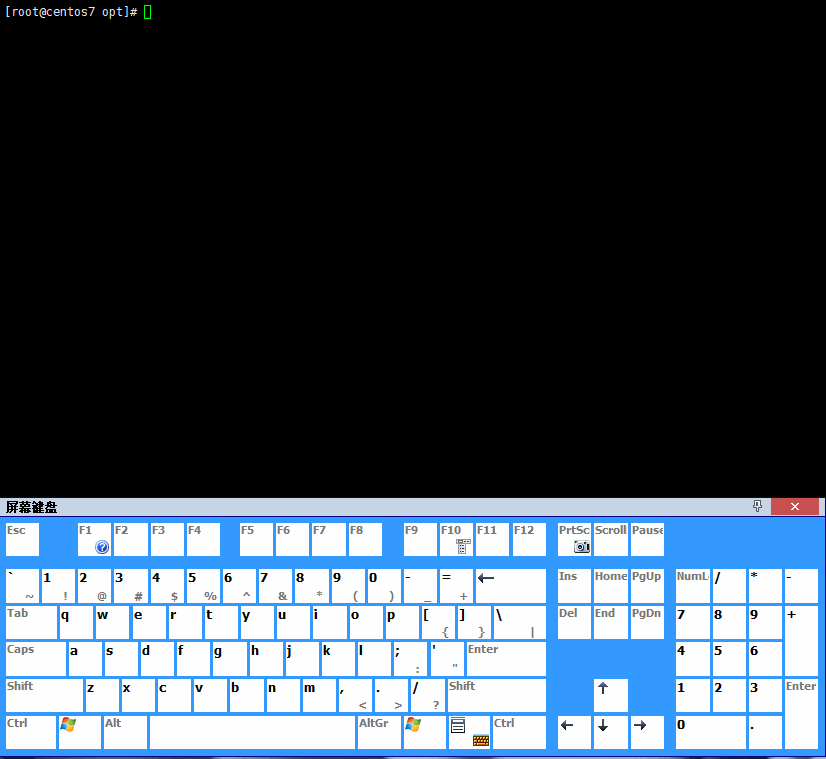 [root@centos7 opt]#
屏幕键盘
Esc F1 F2 F3 F4 F5 F6 F7 F8 F9 F10 F11 F12 PrtSc Scroll Pause
` ~ 1 ! 2 @ 3 # 4 $ 5 % 6 ^ 7 & 8 * 9 ( 0 ) - _ = + ← Ins Home PgUp NumL / * -
Tab q w e r t y u i o p [ { ] } \ | Del End PgDn 7 8 9 +
Caps a s d f g h j k l ; : ' " Enter 4 5 6
Shift z x c v b n m , < . > / ? Shift ↑ 1 2 3 Enter
Ctrl Alt AltGr Ctrl ← ↓ → 0 .